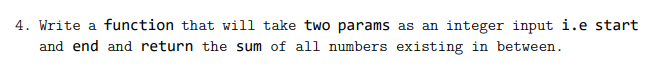 4. Write a function that will take two params as an integer input i.e start
and end and return the sum of all numbers existing in between.